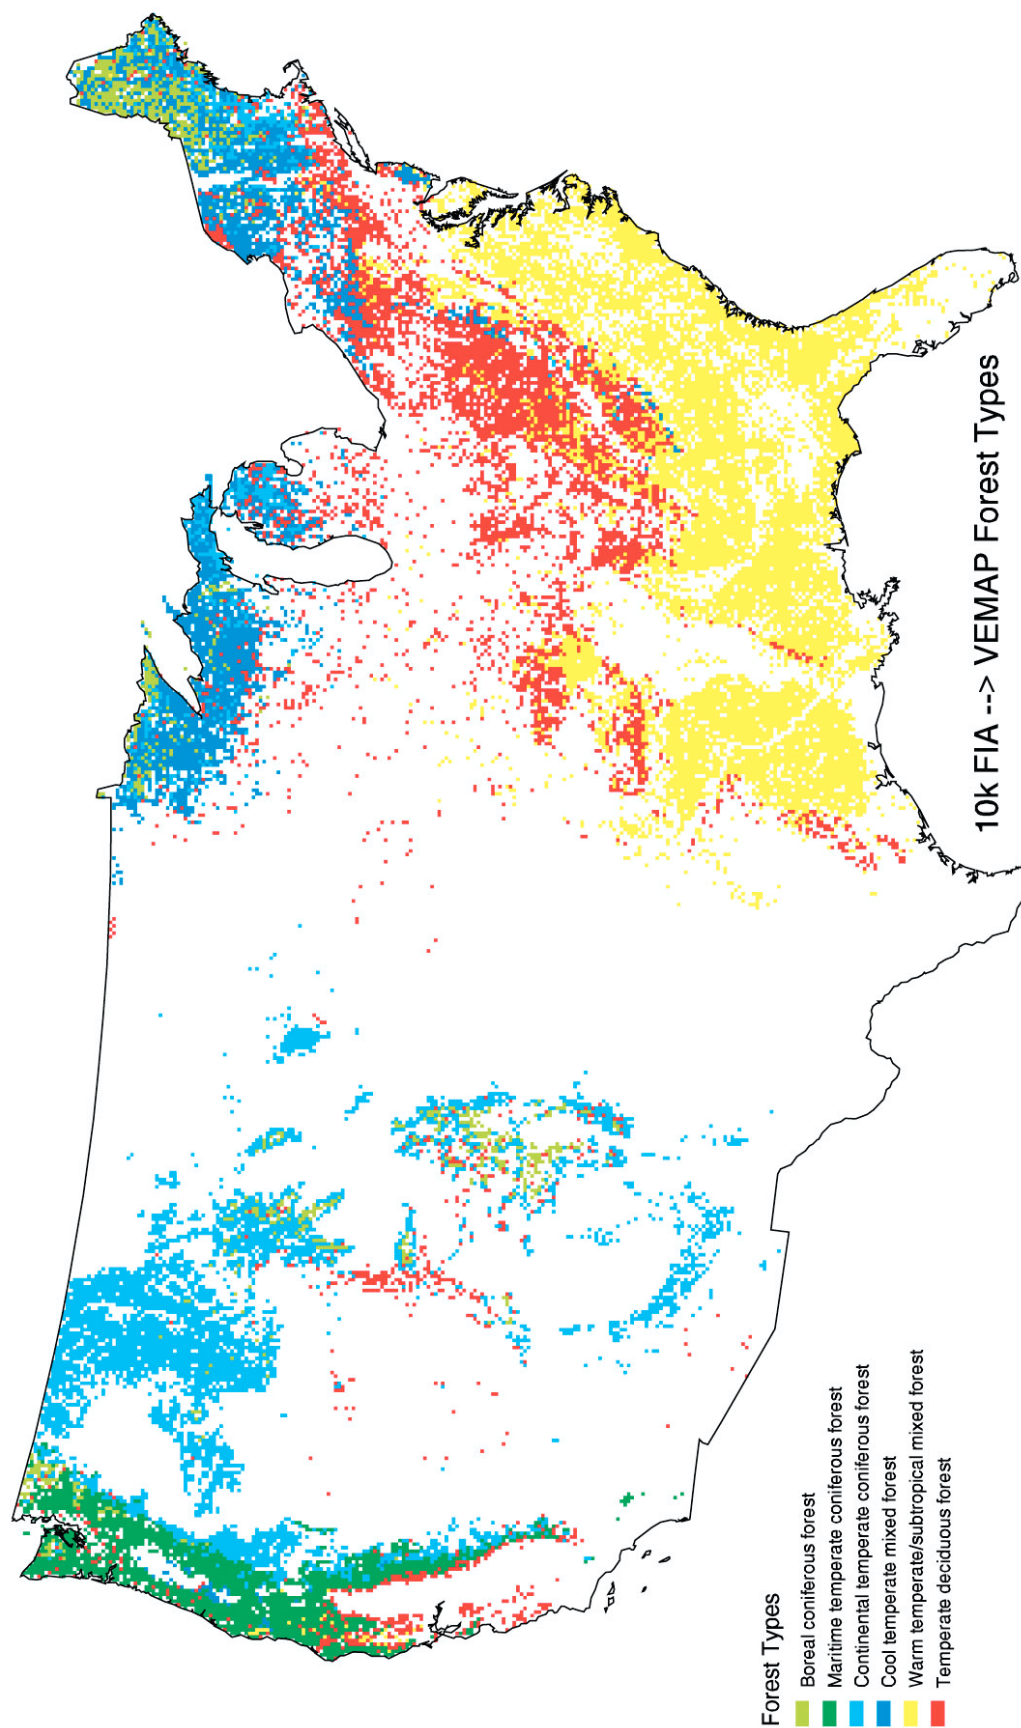 10k FIA --> VEMAP Forest Types
Forest Types
Boreal coniferous forest
Maritime temperate coniferous forest
Continental temperate coniferous forest
Cool temperate mixed forest
Warm temperate/subtropical mixed forest
Temperate deciduous forest